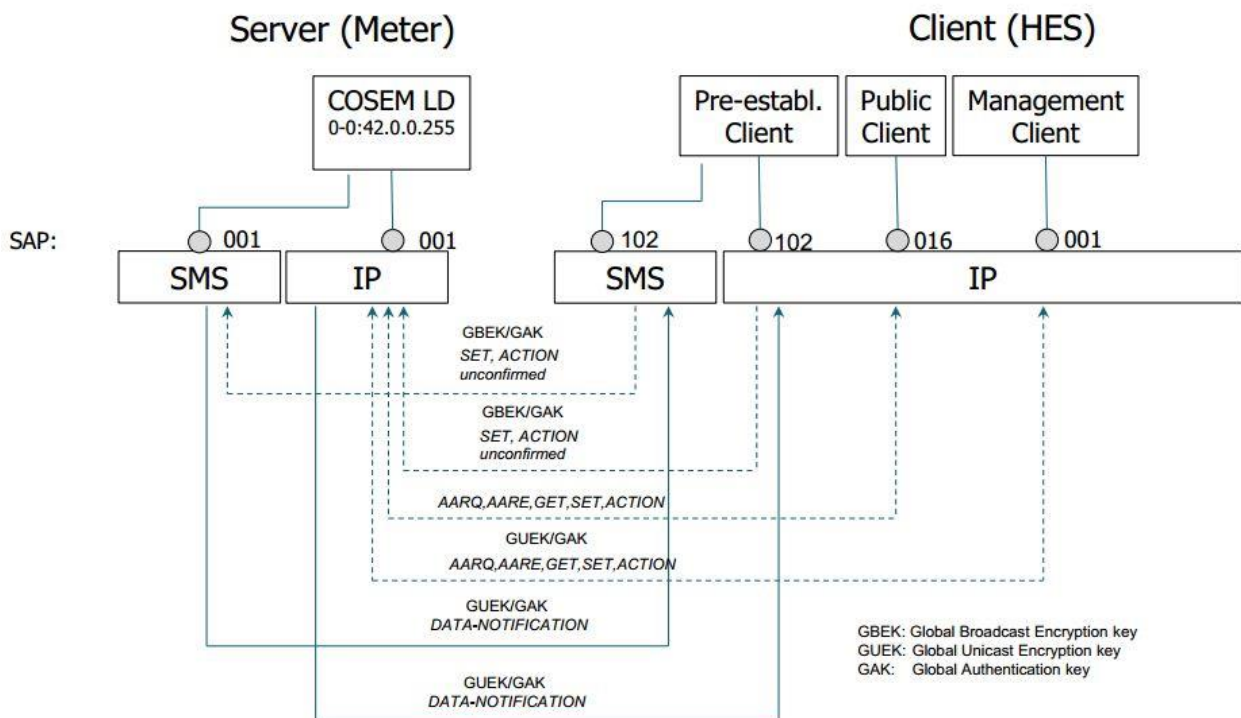 Server (Meter)
Client (HES)
COSEM LD
0-0:42.0.0.255
Pre-establ.
Client
Public
Client
Management
Client
SAP:
001
001
102
102
016
001
SMS
IP
SMS
IP
GBEK/GAK
SET, ACTION
unconfirmed
GBEK/GAK
SET, ACTION
unconfirmed
AARQ,AARE,GET,SET,ACTION
GUEK/GAK
AARQ,AARE,GET,SET,ACTION
GUEK/GAK
DATA-NOTIFICATION
GUEK/GAK
DATA-NOTIFICATION
GBEK: Global Broadcast Encryption key
GUEK: Global Unicast Encryption key
GAK: Global Authentication key